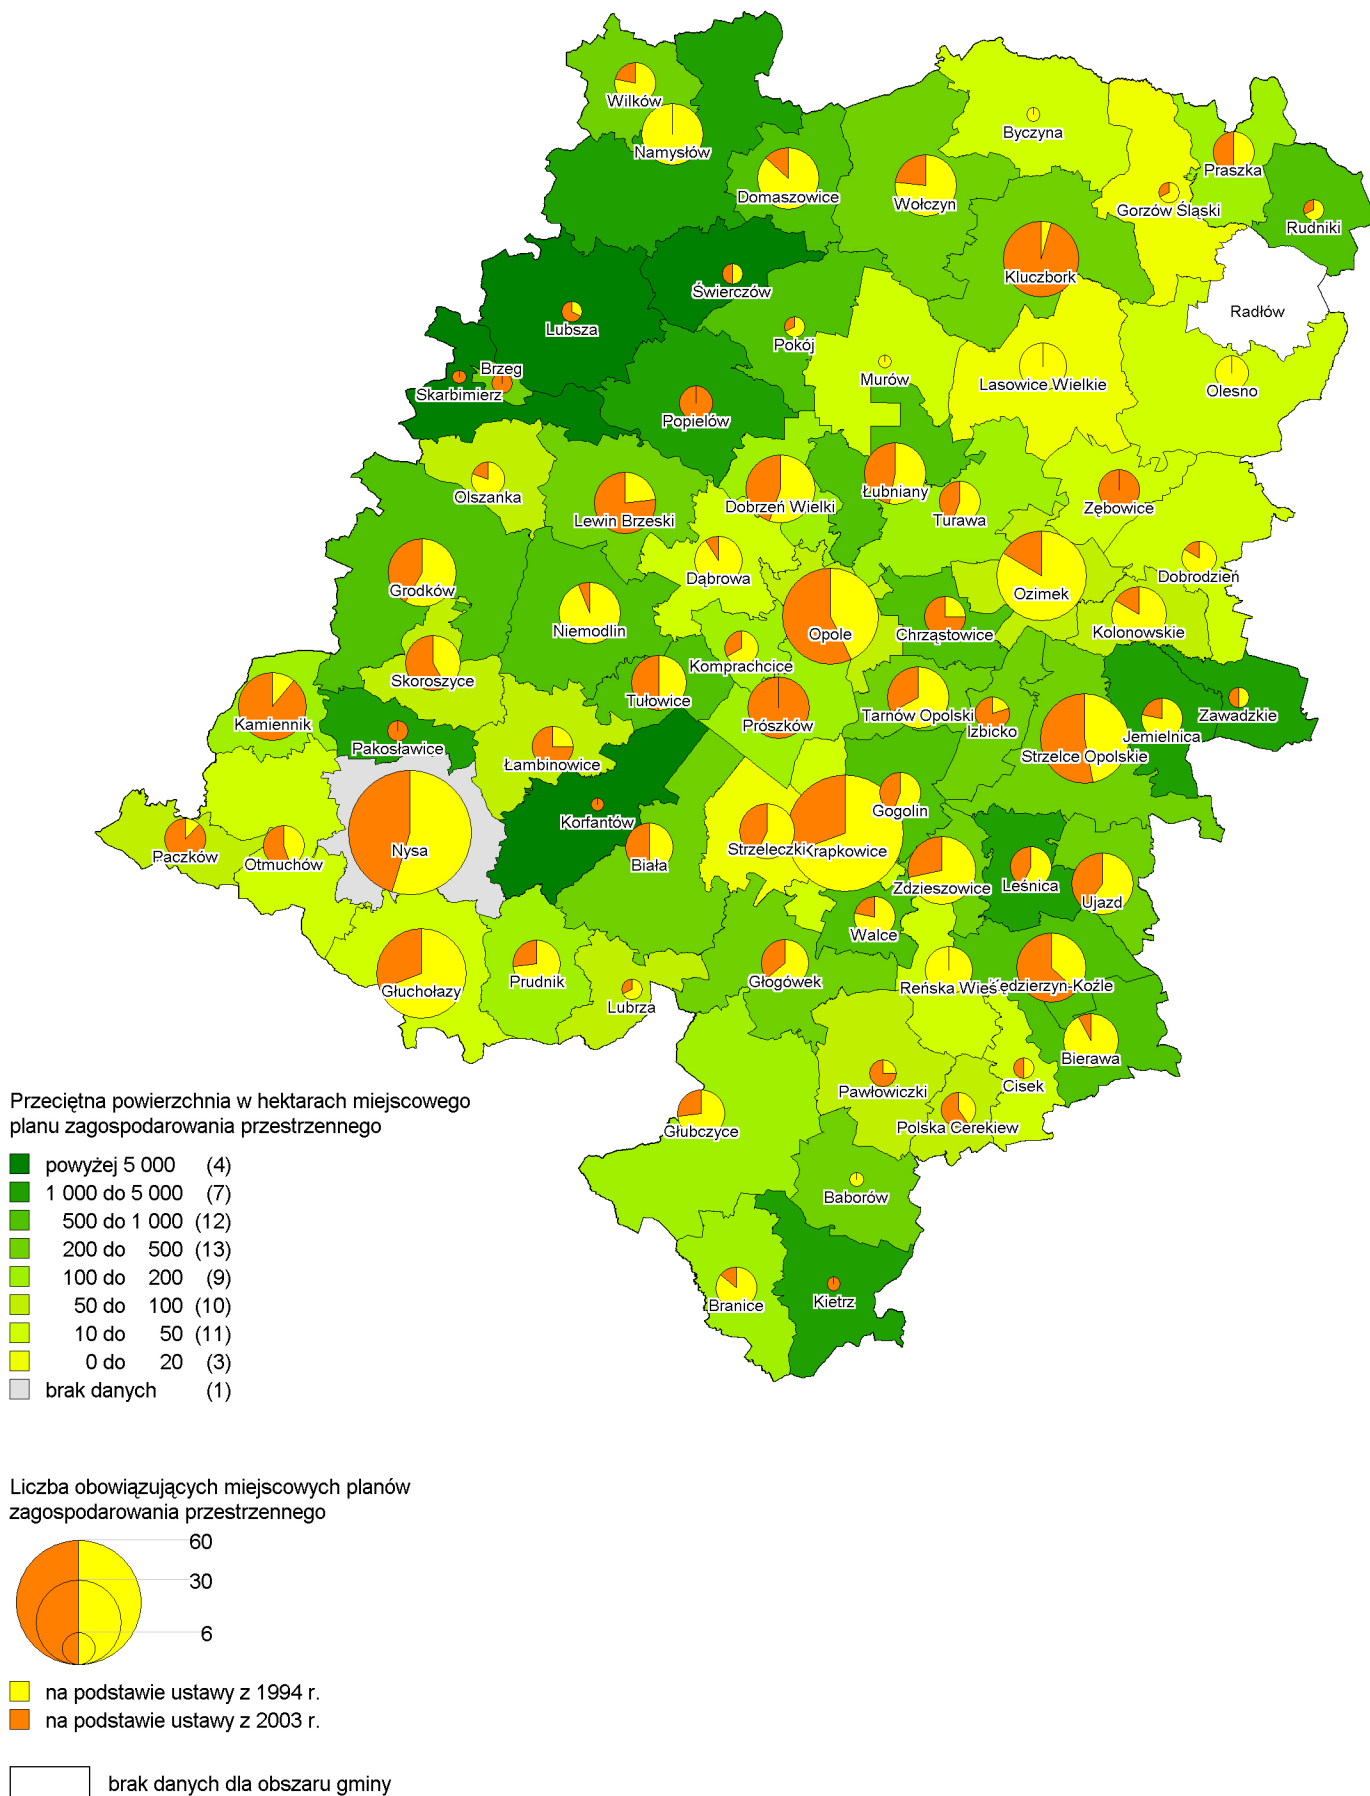 Wilków
Namysłów
Byczyna
Praszka
Domaszowice
Wołczyn
Gorzów Śląski
Rudniki
Kluczbork
Świerczów
Radłów
Lubsza
Pokój
Brzeg
Skarbimierz
Murów
Lasowice Wielkie
Olesno
Popielów
Olszanka
Lewin Brzeski
Dobrzeń Wielki
Łubniany
Turawa
Zębowice
Dąbrowa
Dobrodzień
Grodków
Ozimek
Niemodlin
Opole
Chrząstowice
Kolonowskie
Komprachcice
Skoroszyce
Tułowice
Kamiennik
Prószków
Tarnów Opolski
Izbicko
Zawadzkie
Jemielnica
Pakosławice
Łambinowice
Strzelce Opolskie
Gogolin
Korfantów
Paczków
Otmuchów
Nysa
Biała
Strzeleczki
Krapkowice
Zdzieszowice
Leśnica
Ujazd
Walce
Głuchołazy
Prudnik
Głogówek
Reńska Wieś
Kędzierzyn-Koźle
Lubrza
Bierawa
Pawłowiczki
Cisek
Głubczyce
Polska Cerekiew
Baborów
Branice
Kietrz
Przeciętna powierzchnia w hektarach miejscowego
planu zagospodarowania przestrzennego
powyżej 5 000 (4)
1 000 do 5 000 (7)
500 do 1 000 (12)
200 do 500 (13)
100 do 200 (9)
50 do 100 (10)
10 do 50 (11)
0 do 20 (3)
brak danych (1)
Liczba obowiązujących miejscowych planów
zagospodarowania przestrzennego
60
30
6
na podstawie ustawy z 1994 r.
na podstawie ustawy z 2003 r.
brak danych dla obszaru gminy